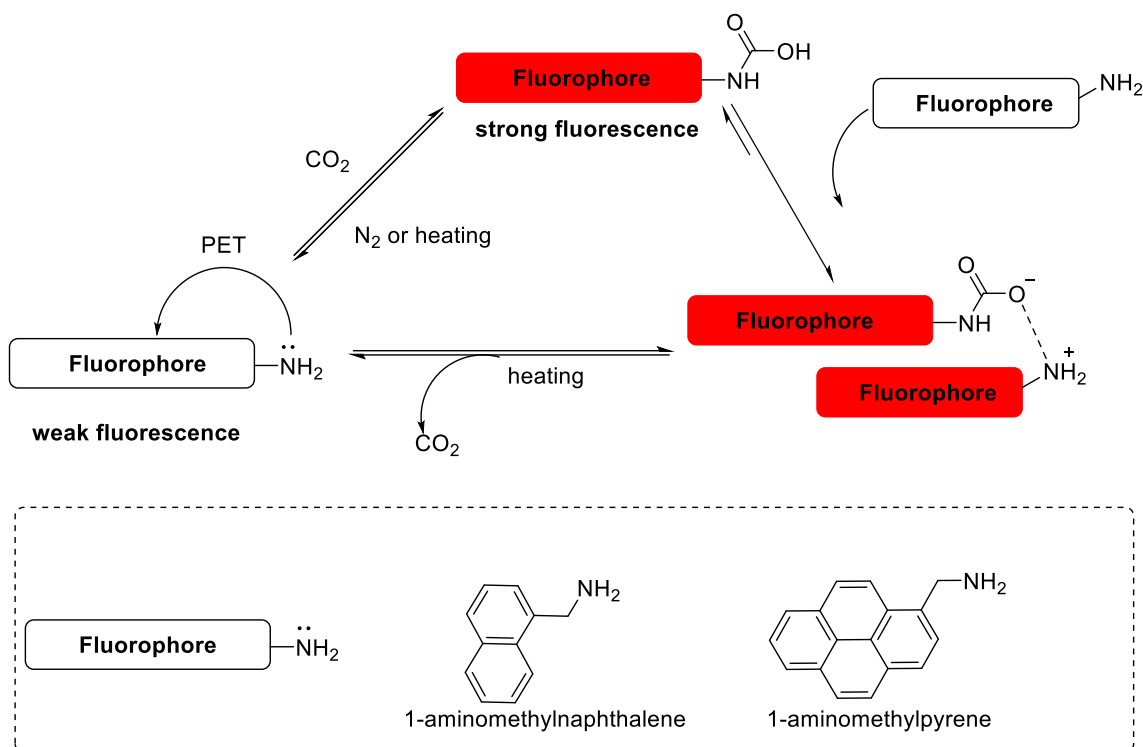 O
OH
NH
Fluorophore
strong fluorescence
NH₂
Fluorophore
CO₂
N₂ or heating
PET
Fluorophore
NH₂
weak fluorescence
heating
CO₂
O
O⁻
NH
Fluorophore
NH₂⁺
Fluorophore
Fluorophore
NH₂
NH₂
1-aminomethylnaphthalene
NH₂
1-aminomethylpyrene